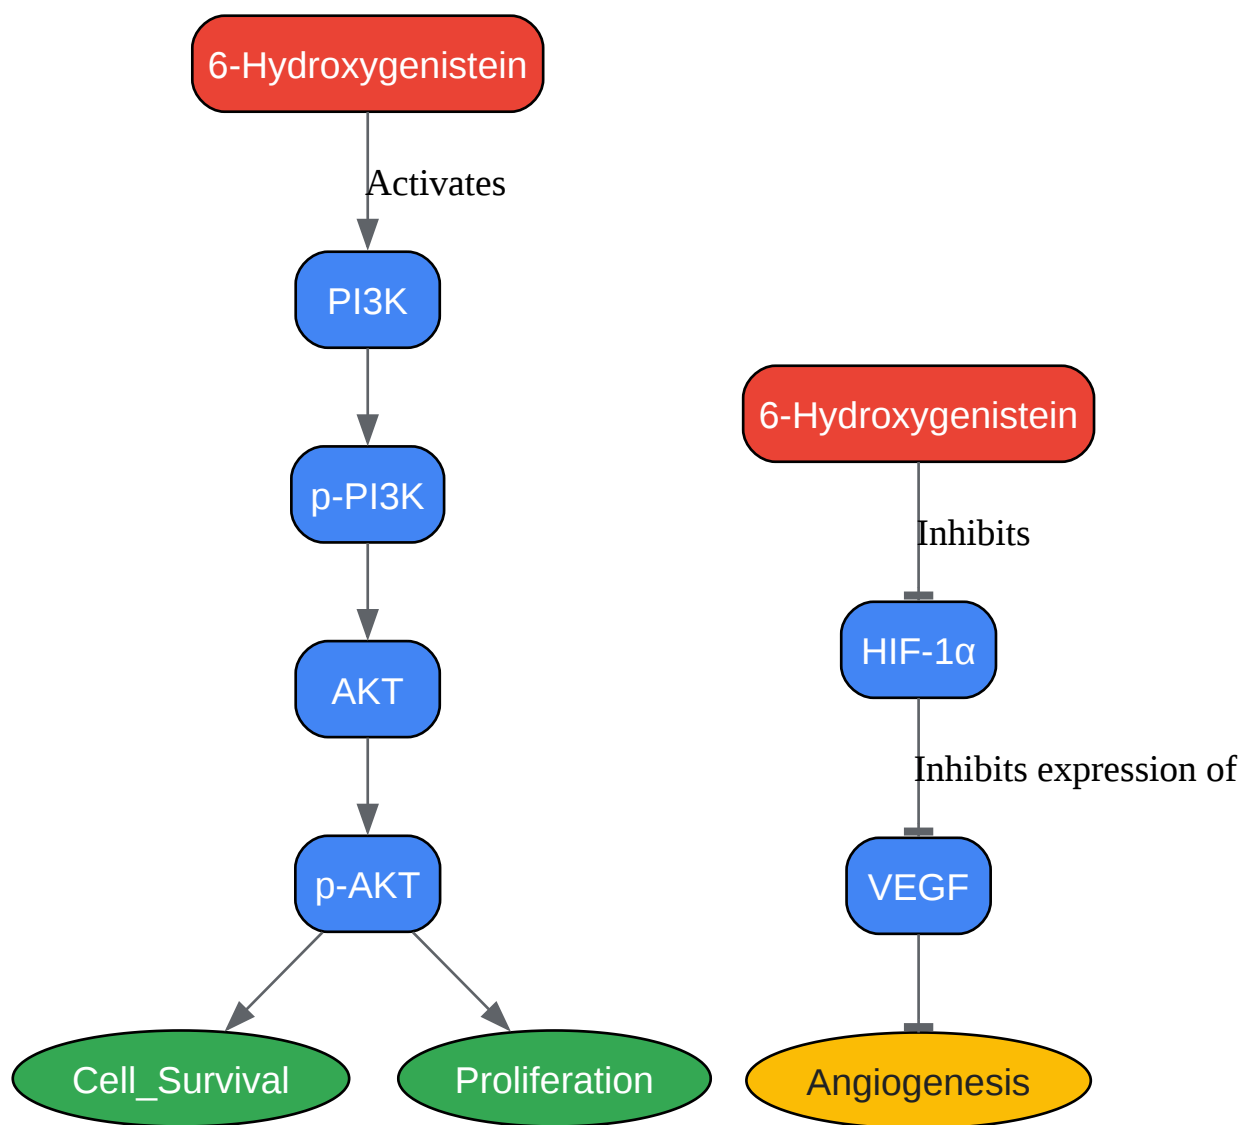 6-Hydroxygenistein
Activates
PI3K
p-PI3K
AKT
p-AKT
Cell_Survival
Proliferation
6-Hydroxygenistein
Inhibits
HIF-1α
Inhibits expression of
VEGF
Angiogenesis